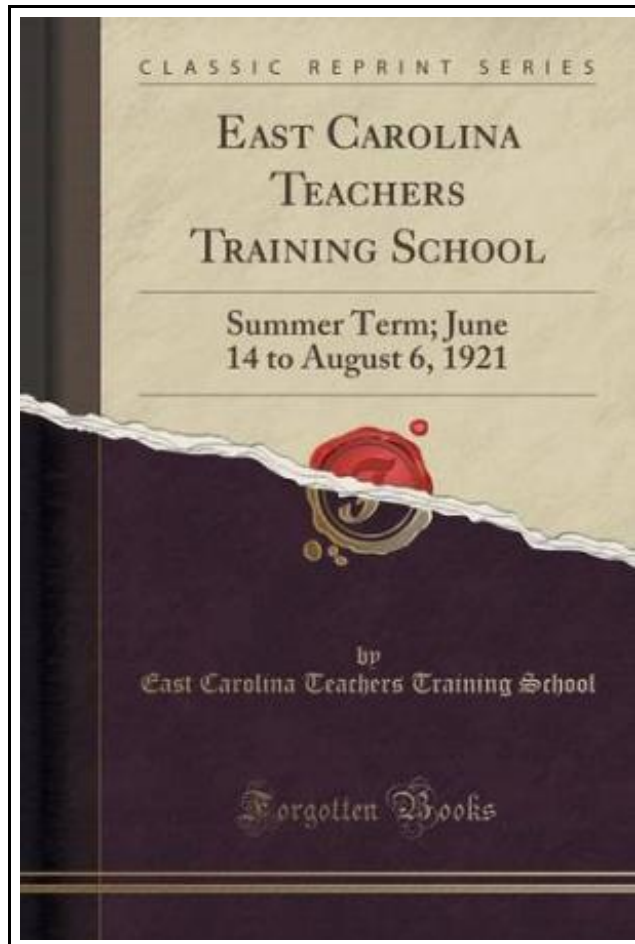 CLASSIC REPRINT SERIES
EAST CAROLINA
TEACHERS
TRAINING SCHOOL
Summer Term; June
14 to August 6, 1921
by
East Carolina Teachers Training School
Forgotten Books